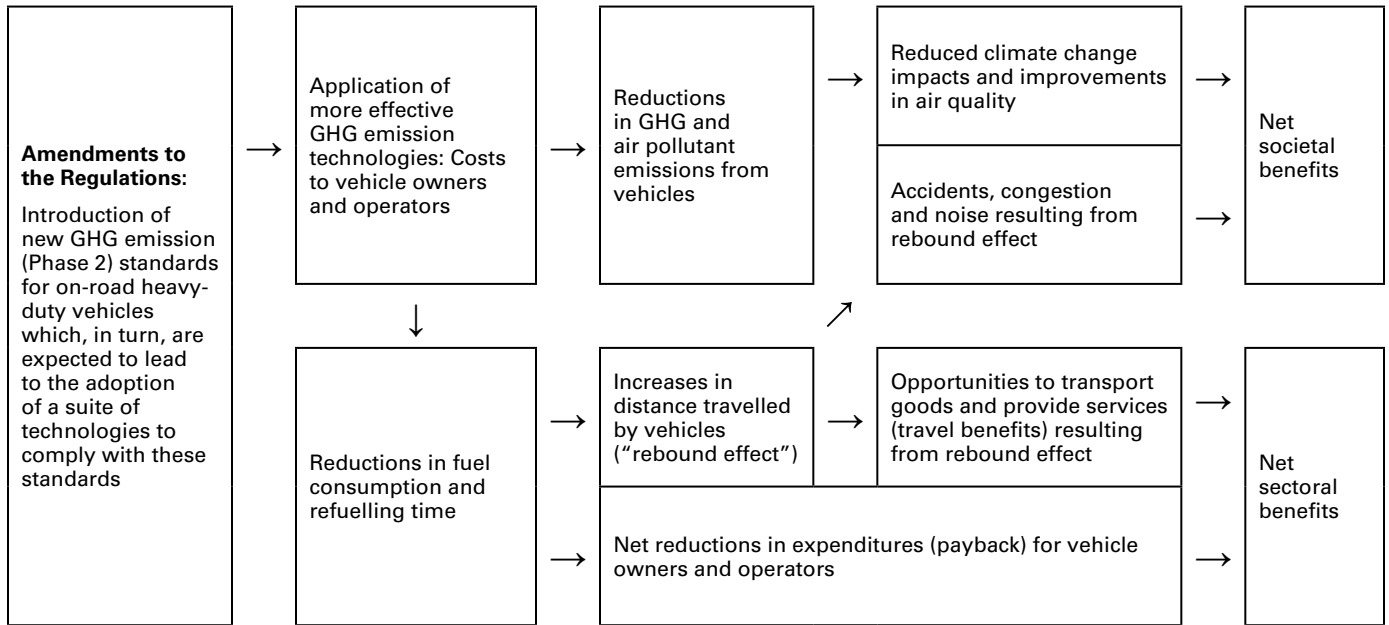 Amendments to
the Regulations:
Introduction of
new GHG emission
(Phase 2) standards
for on-road heavy-
duty vehicles
which, in turn, are
expected to lead
to the adoption
of a suite of
technologies to
comply with these
standards
→
Application of
more effective
GHG emission
technologies: Costs
to vehicle owners
and operators
→
Reductions
in GHG and
air pollutant
emissions from
vehicles
→
Reduced climate change
impacts and improvements
in air quality
→
Accidents, congestion
and noise resulting from
rebound effect
→
Net
societal
benefits
↓
Reductions in fuel
consumption and
refuelling time
→
Increases in
distance travelled
by vehicles
(“rebound effect”)
↗
→
Opportunities to transport
goods and provide services
(travel benefits) resulting
from rebound effect
→
→
Net reductions in expenditures (payback) for vehicle
owners and operators
→
Net
sectoral
benefits